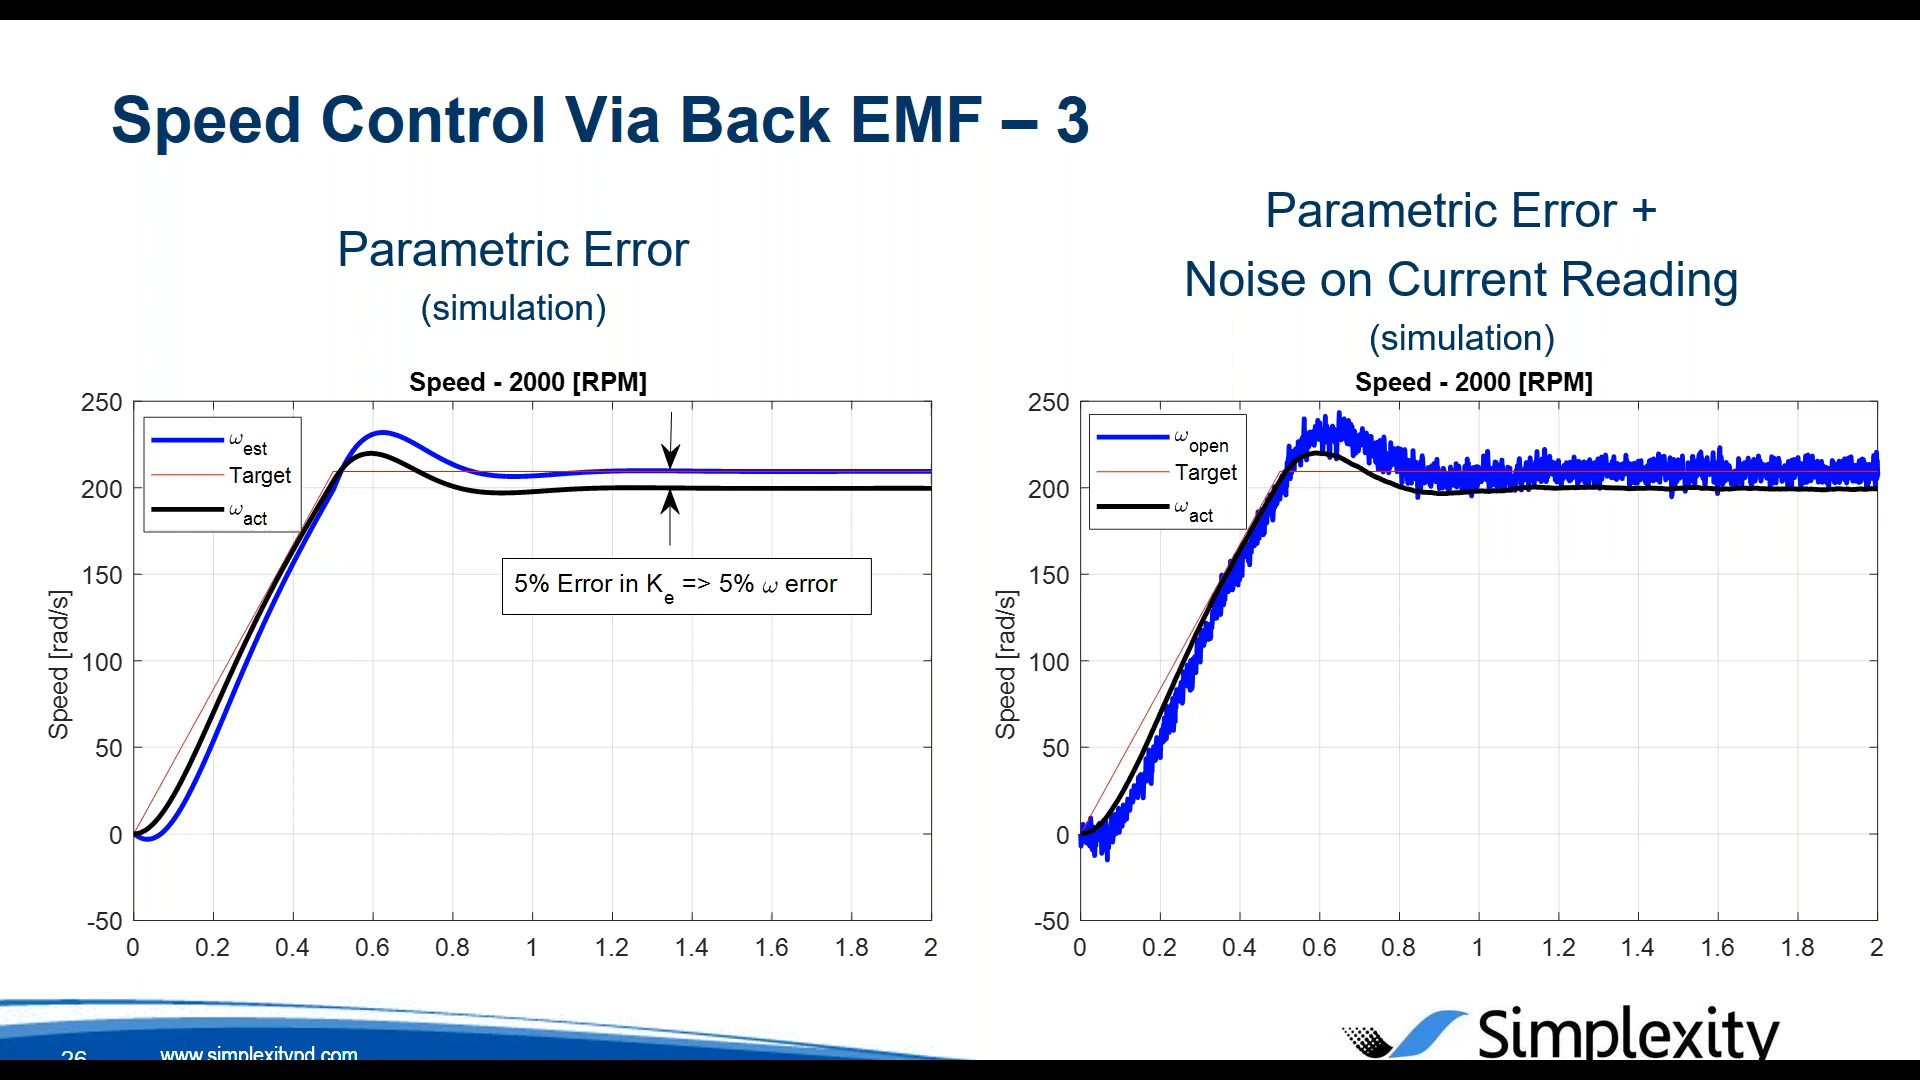 Speed Control Via Back EMF – 3
Parametric Error
(simulation)
Speed - 2000 [RPM]
250
200
150
100
50
0
-50
Speed [rad/s]
ωest
Target
ωact
5% Error in Ke => 5% ω error
0 0.2 0.4 0.6 0.8 1 1.2 1.4 1.6 1.8 2
Parametric Error +
Noise on Current Reading
(simulation)
Speed - 2000 [RPM]
250
200
150
100
50
0
-50
Speed [rad/s]
ωopen
Target
ωact
0 0.2 0.4 0.6 0.8 1 1.2 1.4 1.6 1.8 2
26
www.simplexitypd.com
Simplexity